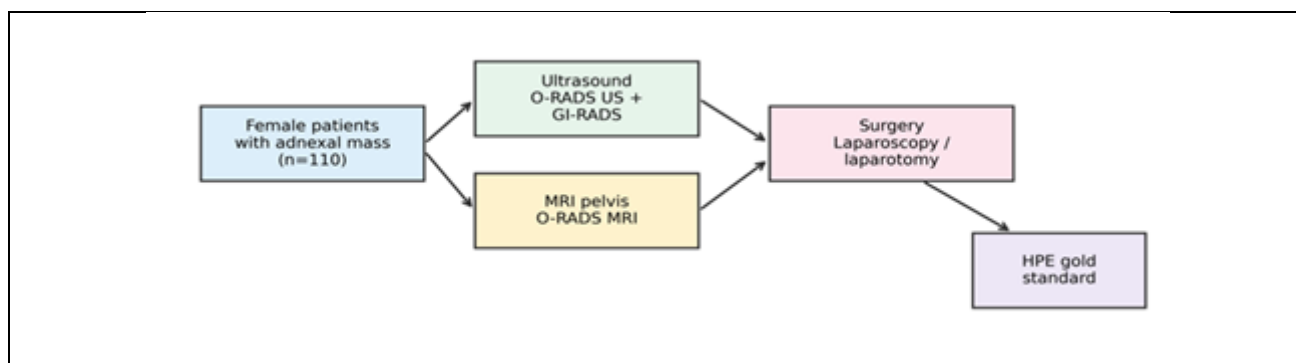 Female patients
with adnexal mass
(n=110)
Ultrasound
O-RADS US +
GI-RADS
MRI pelvis
O-RADS MRI
Surgery
Laparoscopy /
laparotomy
HPE gold
standard